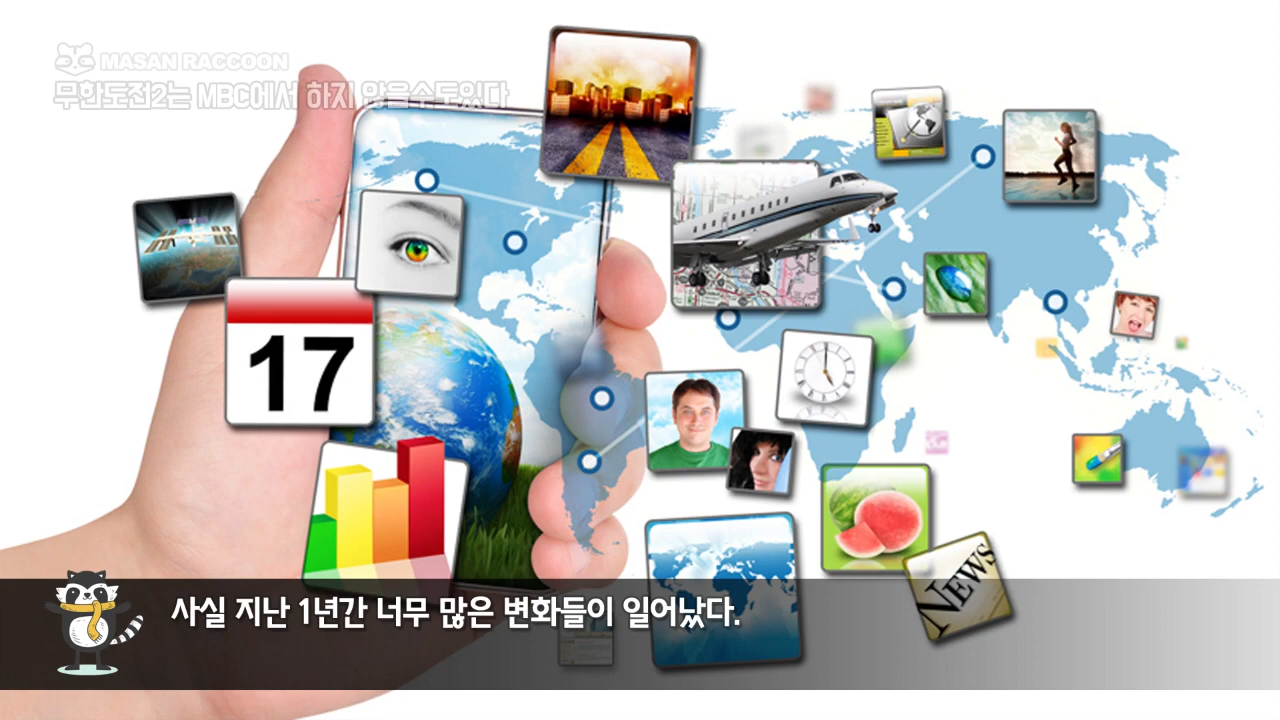 MASAN RACCOON
무한도전2는 MBC에서 하지 않을수도있다
17
NEWS
사실 지난 1년간 너무 많은 변화들이 일어났다.